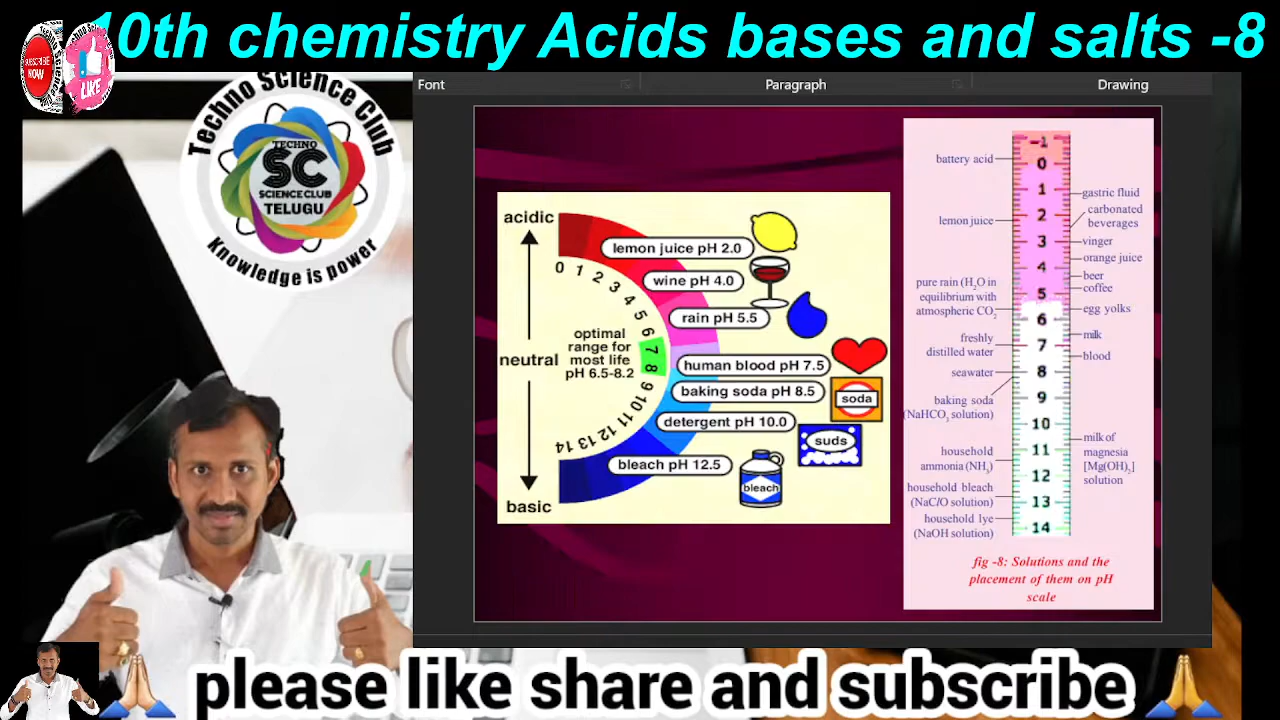 10th chemistry Acids bases and salts -8
SUBSCRIBE
NOW
LIKE
Techno Science Club
TECHNO
SC
SCIENCE CLUB
TELUGU
Knowledge is power
Font
Paragraph
Drawing
acidic
neutral
basic
0
1
2
3
4
5
6
7
8
9
10
11
12
13
14
optimal
range for
most life
pH 6.5-8.2
lemon juice pH 2.0
wine pH 4.0
rain pH 5.5
human blood pH 7.5
baking soda pH 8.5
soda
detergent pH 10.0
suds
bleach pH 12.5
bleach
battery acid
lemon juice
pure rain (H₂O in
equilibrium with
atmospheric CO₂
freshly
distilled water
seawater
baking soda
(NaHCO₃ solution)
household
ammonia (NH₃)
household bleach
(NaClO solution)
household lye
(NaOH solution)
-1
0
1
2
3
4
5
6
7
8
9
10
11
12
13
14
gastric fluid
carbonated
beverages
vinger
orange juice
beer
coffee
egg yolks
milk
blood
milk of
magnesia
[Mg(OH)₂]
solution
fig -8: Solutions and the
placement of them on pH
scale
please like share and subscribe